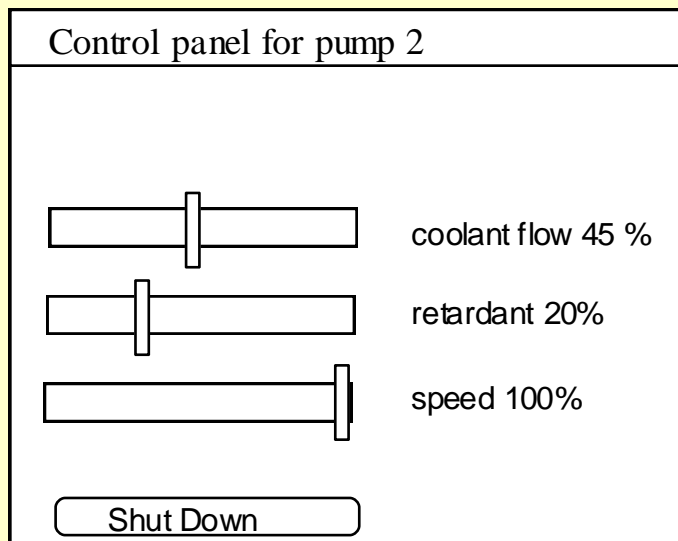 Control panel for pump 2
coolant flow 45 %
retardant 20%
speed 100%
Shut Down